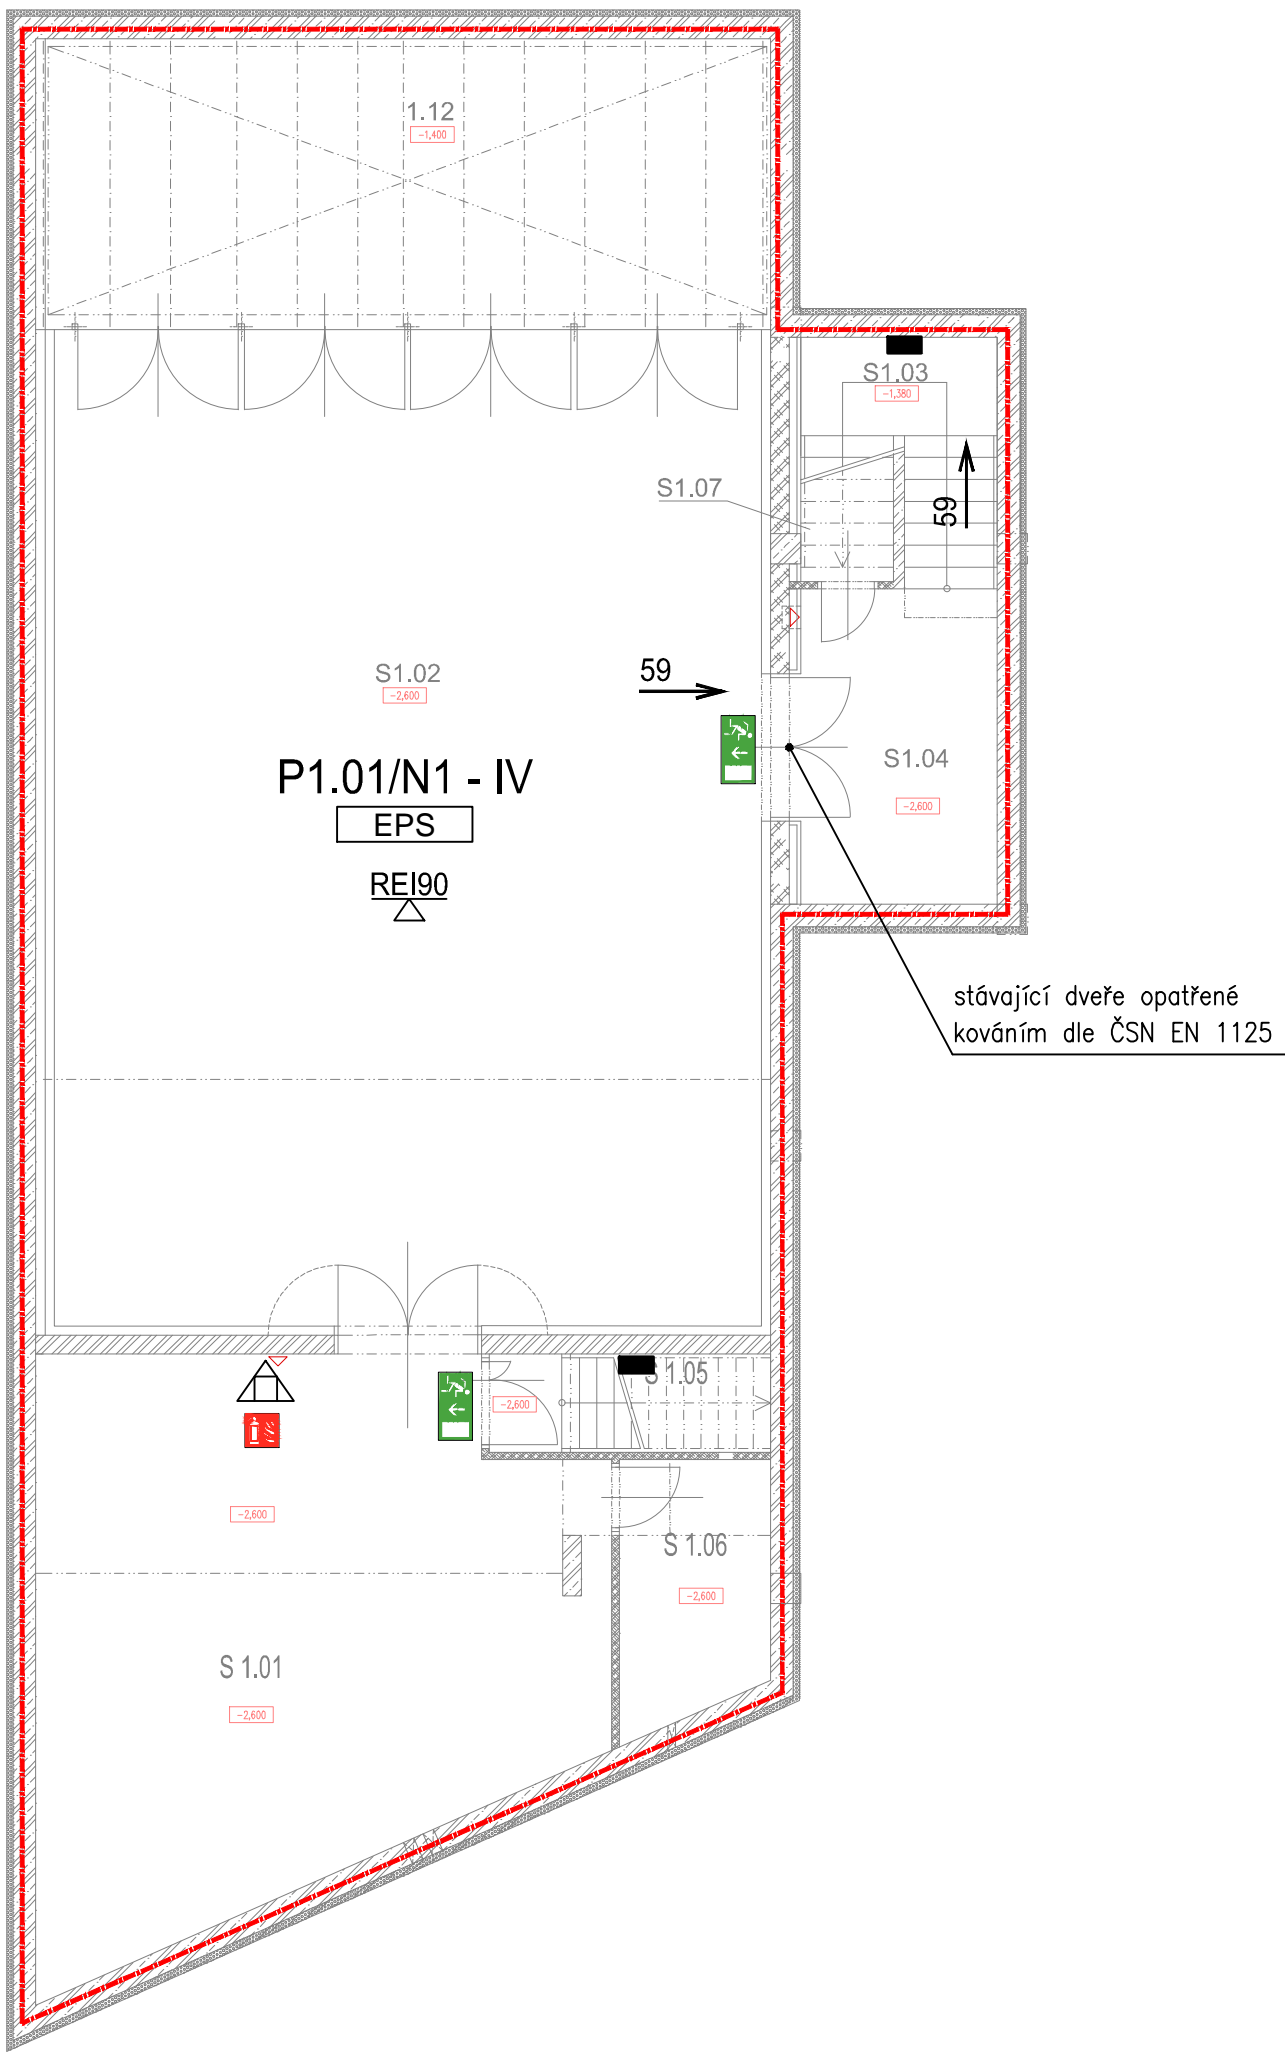 1.12
-1,400
S1.03
-1,380
S1.07
59
S1.02
-2,600
59
S1.04
-2,600
P1.01/N1 - IV
EPS
REI90
stávající dveře opatřené
kováním dle ČSN EN 1125
S 1.05
-2,600
-2,600
S 1.06
-2,600
S 1.01
-2,600